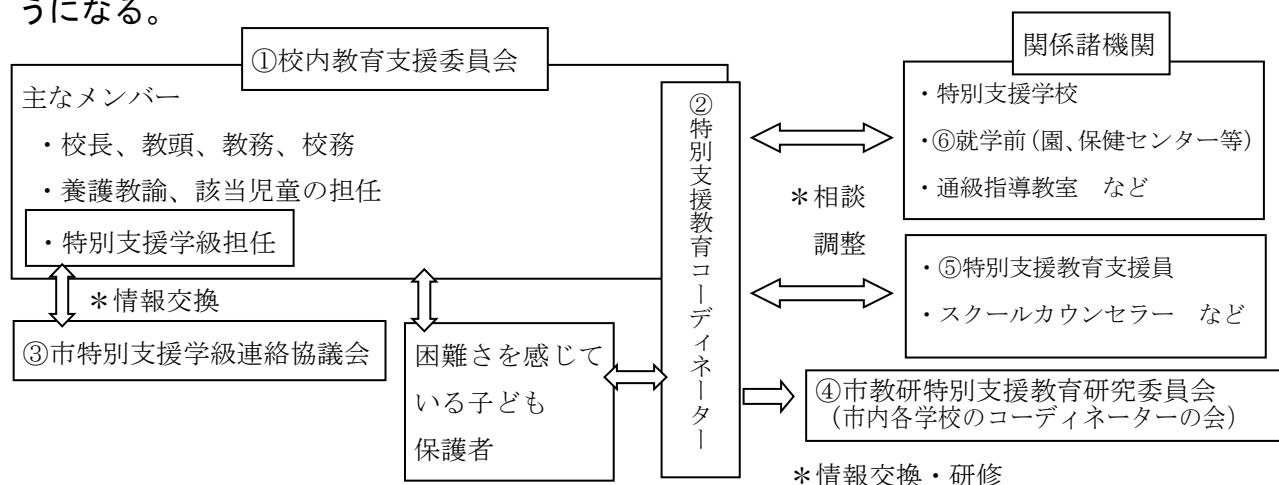 うになる。
①校内教育支援委員会
主なメンバー
・校長、教頭、教務、校務
・養護教諭、該当児童の担任
・特別支援学級担任
＊情報交換
③市特別支援学級連絡協議会
困難さを感じて
いる子ども
保護者
②特別支援教育コーディネーター
＊相談
調整
関係諸機関
・特別支援学校
・⑥就学前（園、保健センター等）
・通級指導教室　など
・⑤特別支援教育支援員
・スクールカウンセラー　など
④市教研特別支援教育研究委員会
（市内各学校のコーディネーターの会）
＊情報交換・研修